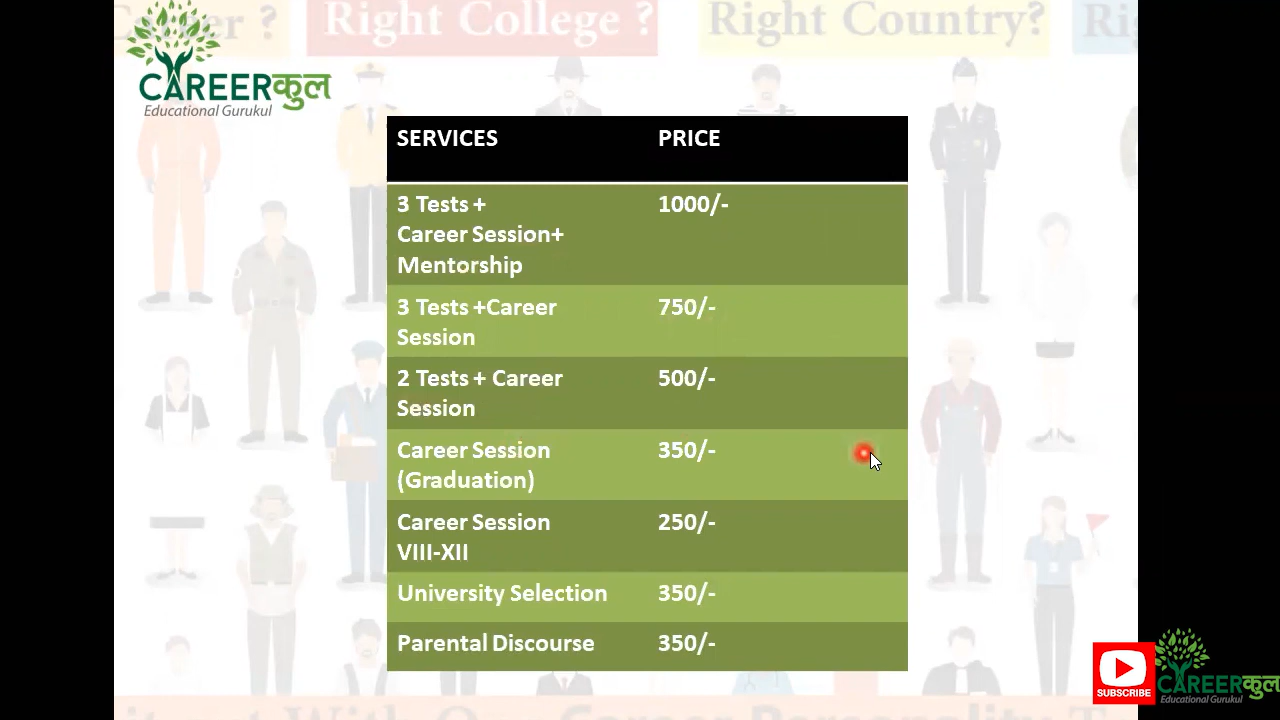 Career ?
Right College ?
Right Country?
CAREERकुल
Educational Gurukul
SERVICES PRICE
3 Tests + 1000/-
Career Session+
Mentorship
3 Tests +Career 750/-
Session
2 Tests + Career 500/-
Session
Career Session 350/-
(Graduation)
Career Session 250/-
VIII-XII
University Selection 350/-
Parental Discourse 350/-
SUBSCRIBE
CAREERकुल
Educational Gurukul